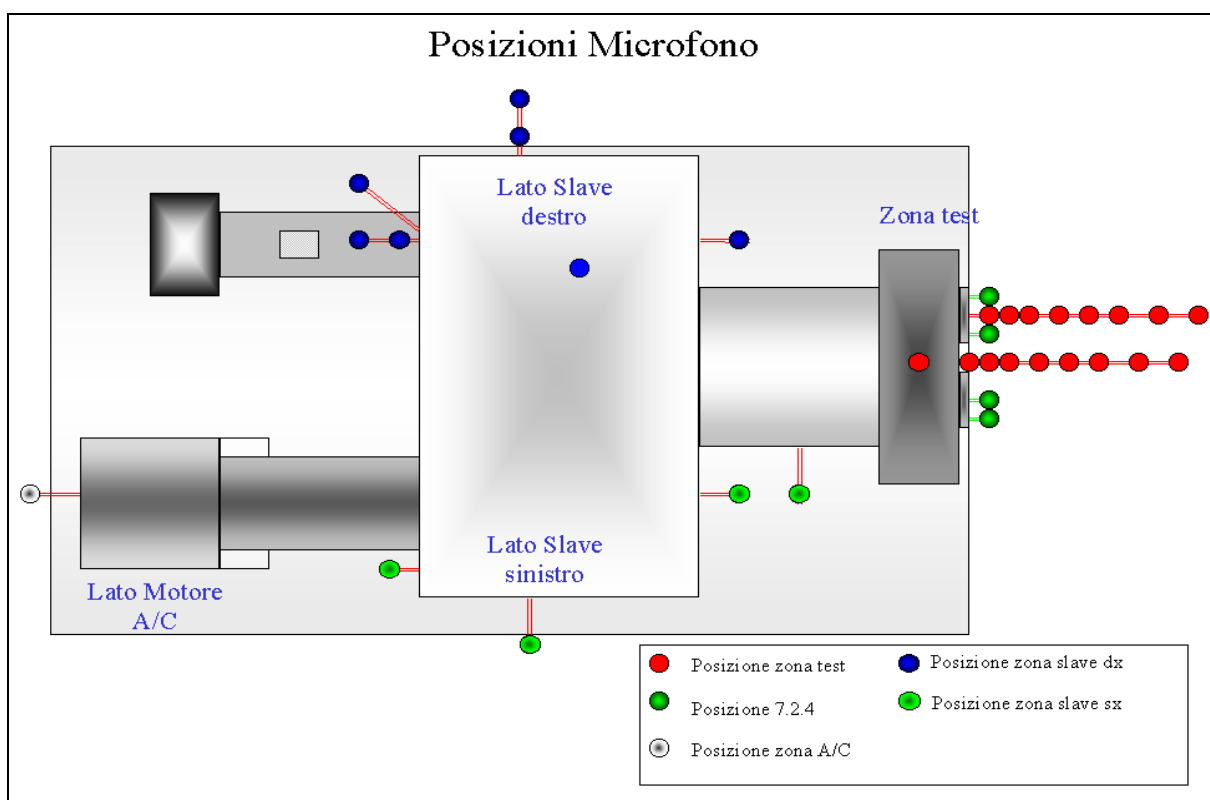 Posizioni Microfono
Lato Slave
destro
Zona test
Lato Slave
sinistro
Lato Motore
A/C
Posizione zona test
Posizione zona slave dx
Posizione 7.2.4
Posizione zona slave sx
Posizione zona A/C